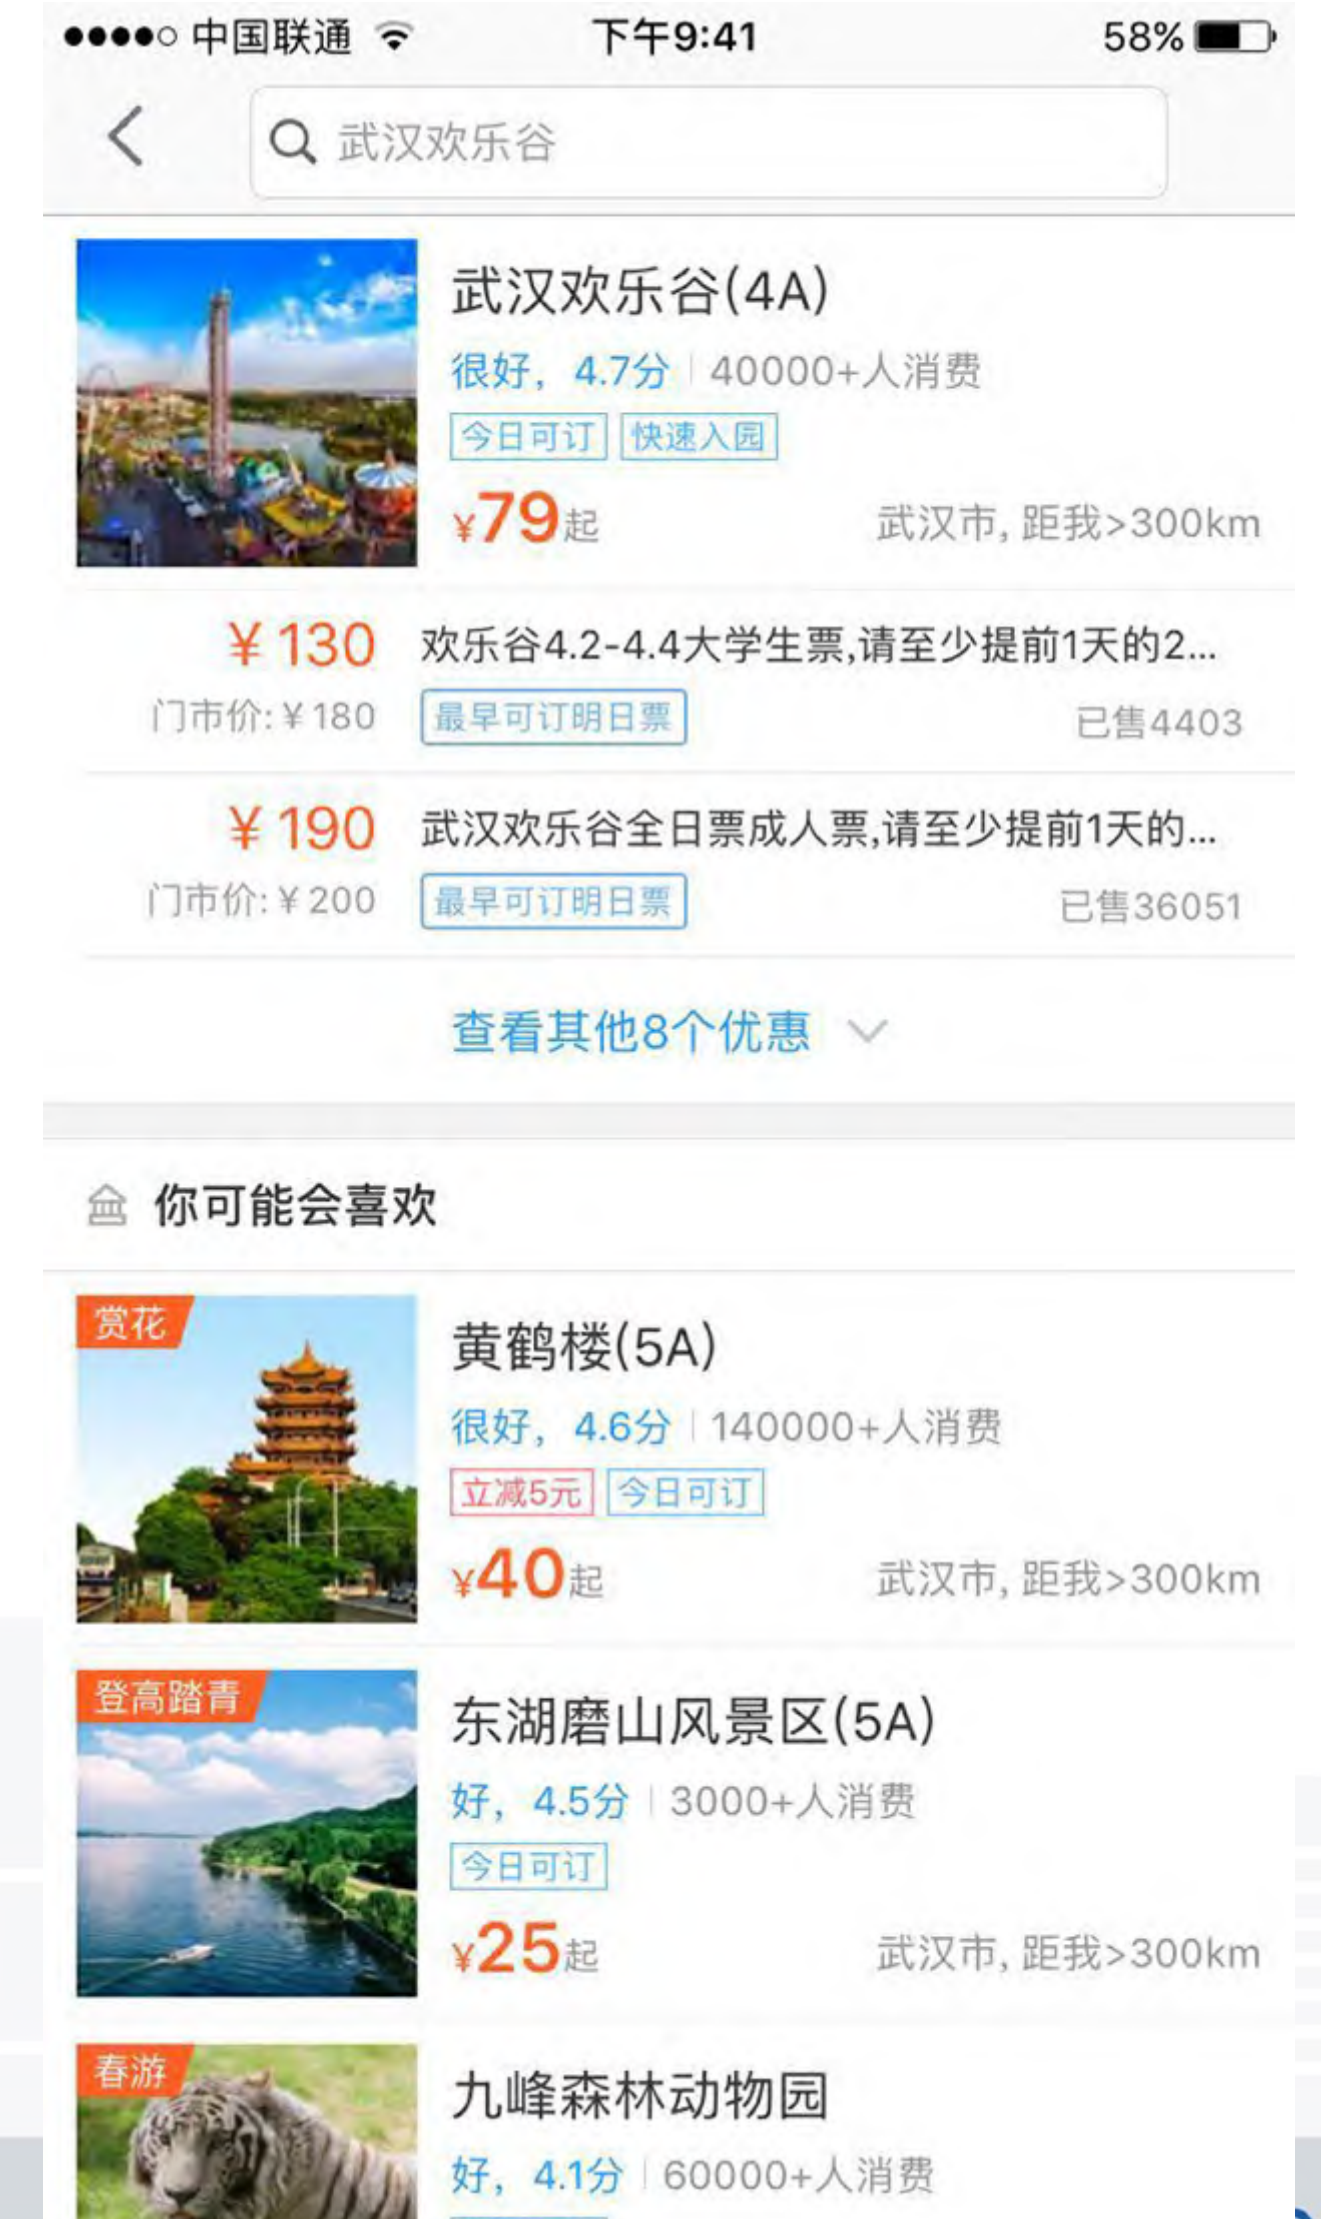 中国联通 下午9:41 58%
武汉欢乐谷
武汉欢乐谷(4A)
很好，4.7分 40000+人消费
今日可订 快速入园
¥79起 武汉市, 距我>300km
¥130 欢乐谷4.2-4.4大学生票,请至少提前1天的2...
门市价:¥180 最早可订明日票 已售4403
¥190 武汉欢乐谷全日票成人票,请至少提前1天的...
门市价:¥200 最早可订明日票 已售36051
查看其他8个优惠
你可能会喜欢
赏花
黄鹤楼(5A)
很好，4.6分 140000+人消费
立减5元 今日可订
¥40起 武汉市, 距我>300km
登高踏青
东湖磨山风景区(5A)
好，4.5分 3000+人消费
今日可订
¥25起 武汉市, 距我>300km
春游
九峰森林动物园
好，4.1分 60000+人消费